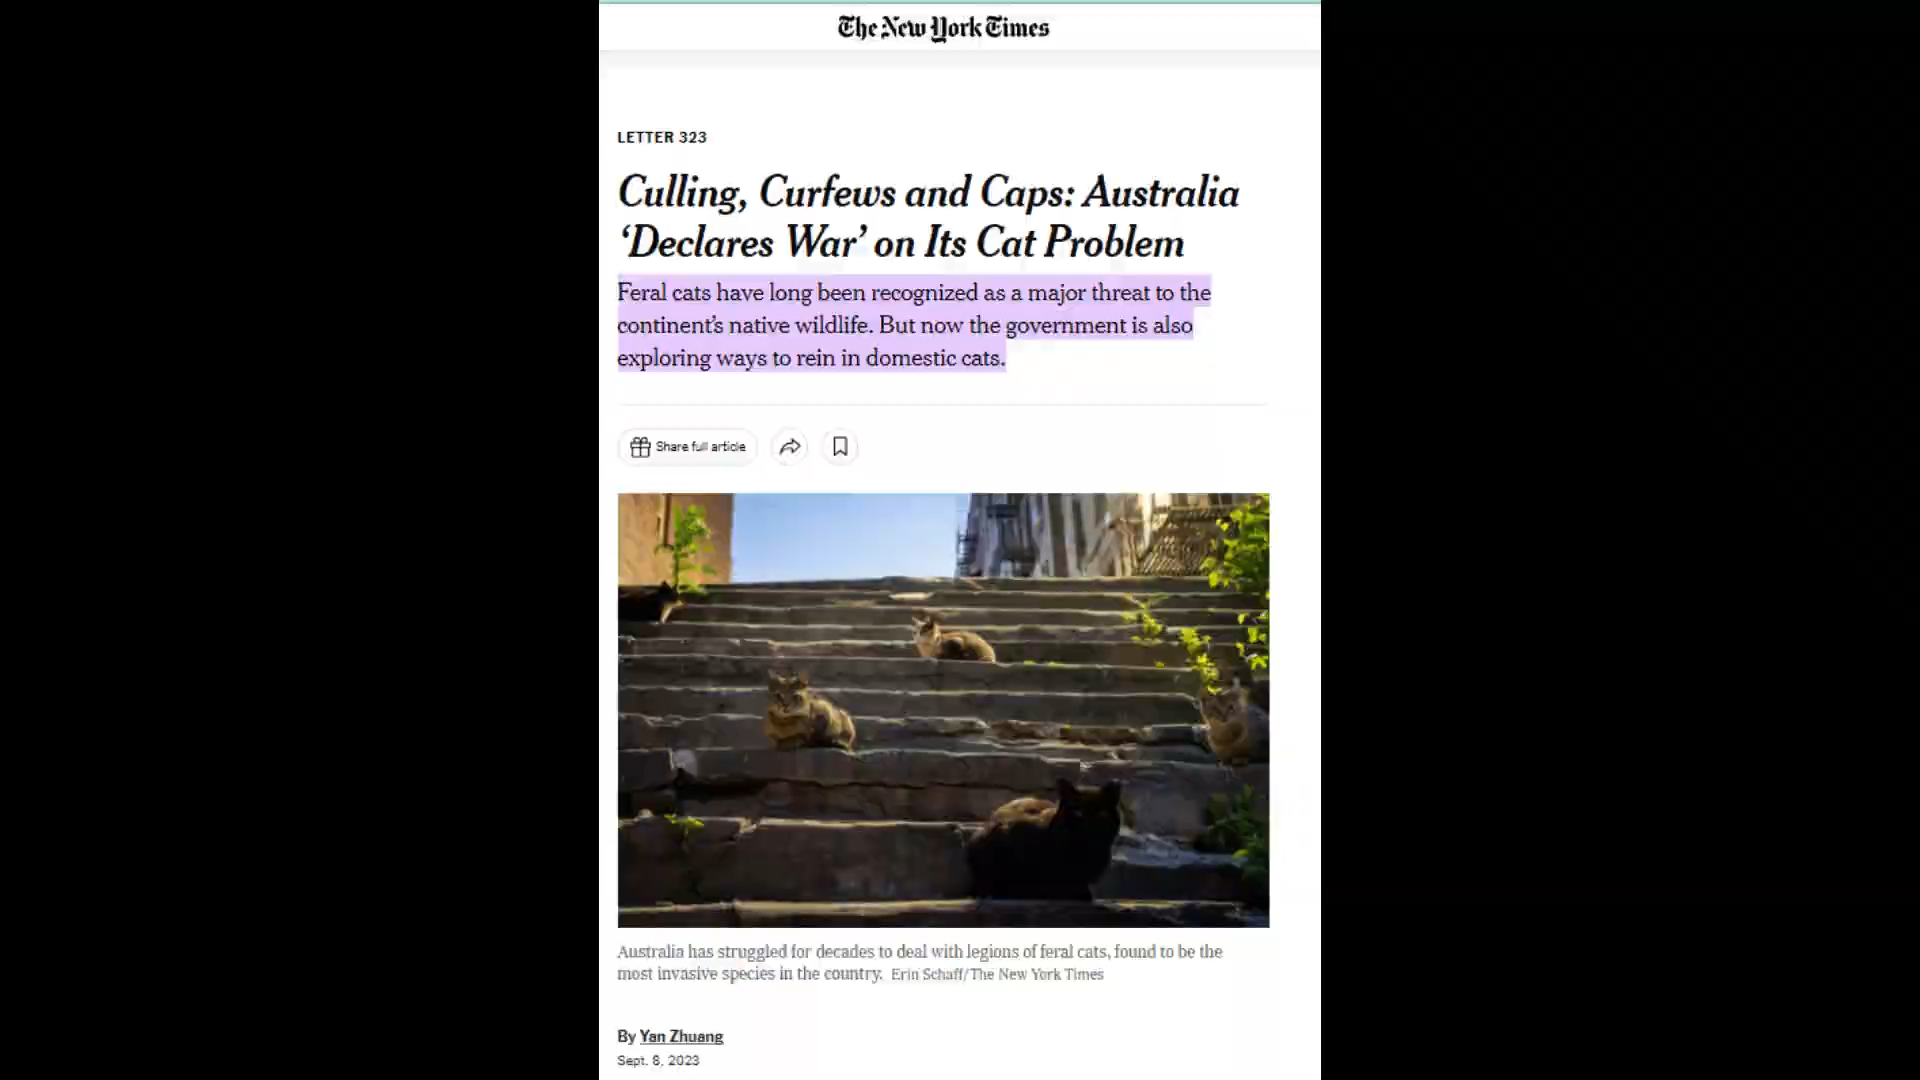 The New York Times
LETTER 323
Culling, Curfews and Caps: Australia
‘Declares War’ on Its Cat Problem
Feral cats have long been recognized as a major threat to the
continent’s native wildlife. But now the government is also
exploring ways to rein in domestic cats.
Share full article
Australia has struggled for decades to deal with legions of feral cats, found to be the
most invasive species in the country. Erin Schaff/The New York Times
By Yan Zhuang
Sept. 8, 2023